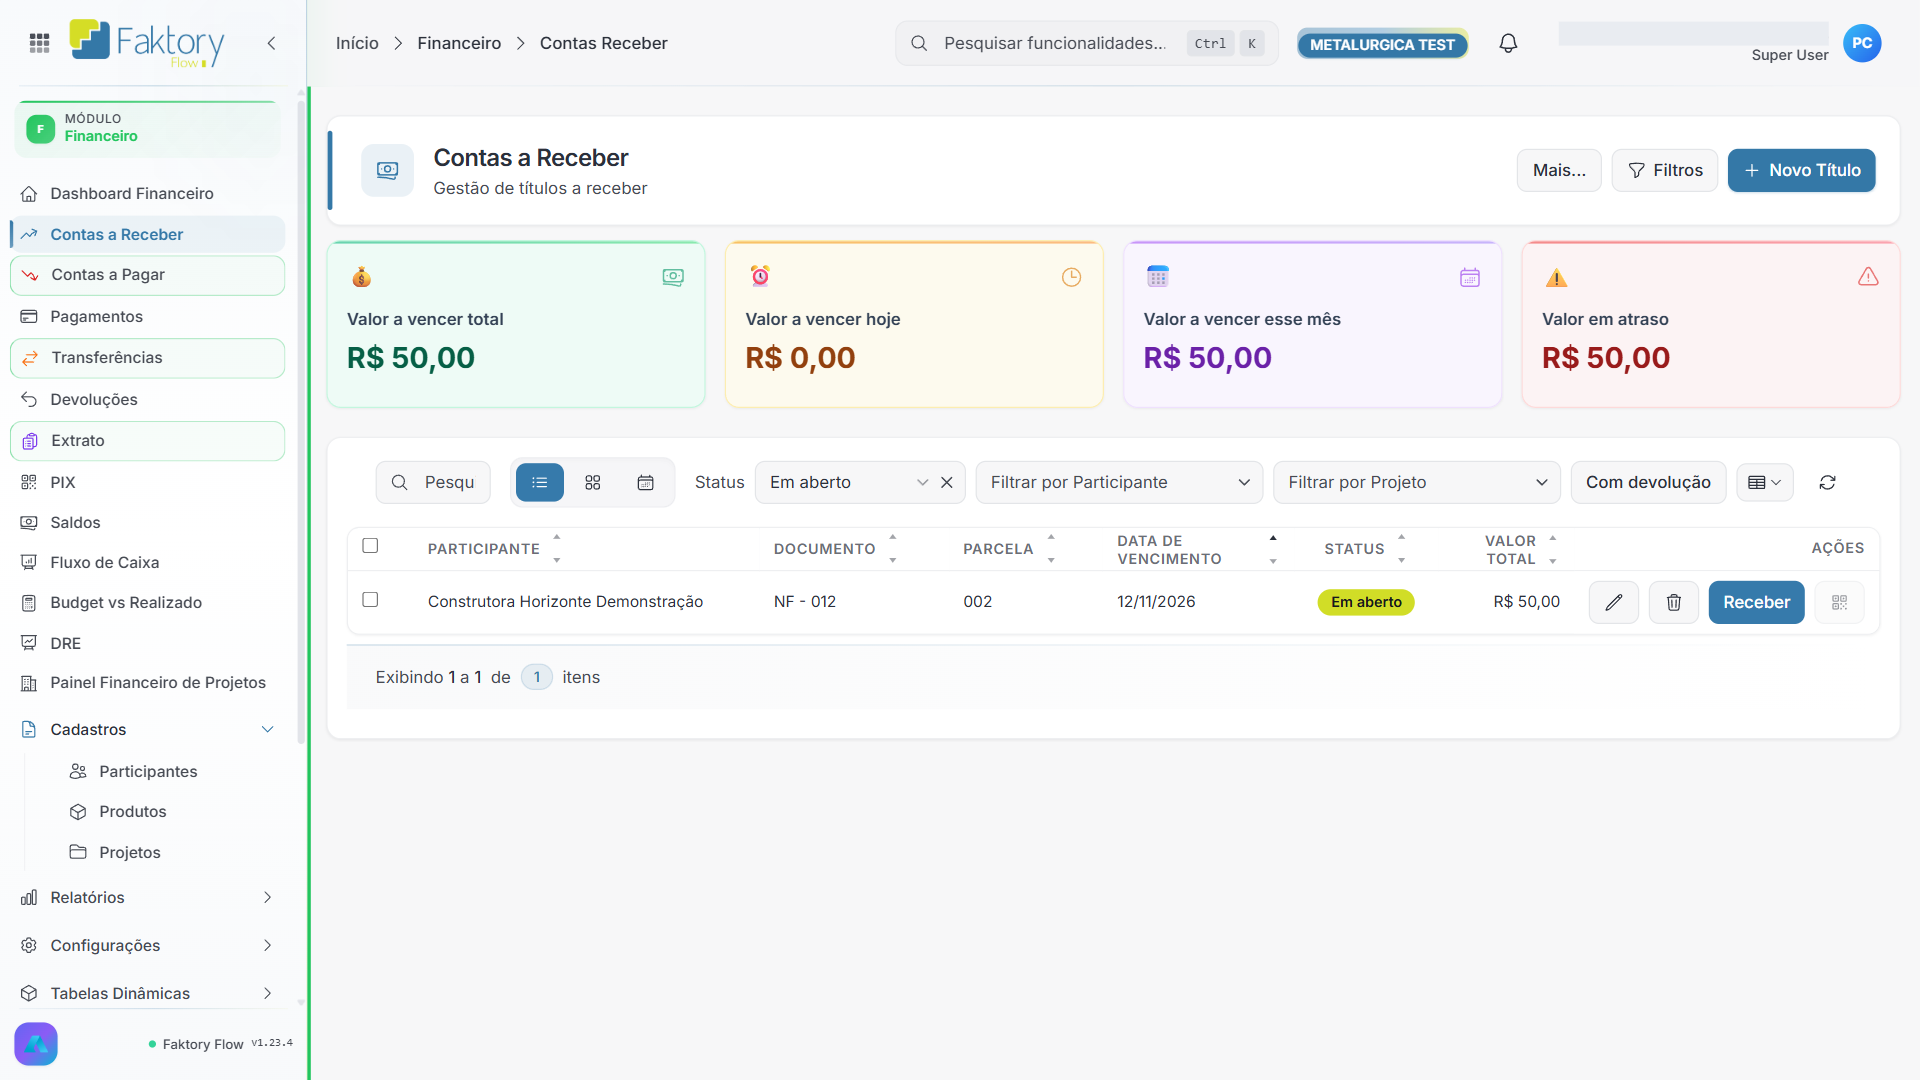 Faktory
Flow
MÓDULO
F
Financeiro
Dashboard Financeiro
Contas a Receber
Contas a Pagar
Pagamentos
Transferências
Devoluções
Extrato
PIX
Saldos
Fluxo de Caixa
Budget vs Realizado
DRE
Painel Financeiro de Projetos
Cadastros
Participantes
Produtos
Projetos
Relatórios
Configurações
Tabelas Dinâmicas
Faktory Flow v1.23.4
Início > Financeiro > Contas Receber
Pesquisar funcionalidades... Ctrl K
METALURGICA TEST
Super User
PC
Contas a Receber
Gestão de títulos a receber
Mais...
Filtros
Novo Título
Valor a vencer total
R$ 50,00
Valor a vencer hoje
R$ 0,00
Valor a vencer esse mês
R$ 50,00
Valor em atraso
R$ 50,00
Pesqu
Status
Em aberto
Filtrar por Participante
Filtrar por Projeto
Com devolução
PARTICIPANTE DOCUMENTO PARCELA DATA DE VENCIMENTO STATUS VALOR TOTAL AÇÕES
Construtora Horizonte Demonstração NF - 012 002 12/11/2026 Em aberto R$ 50,00 Receber
Exibindo 1 a 1 de 1 itens